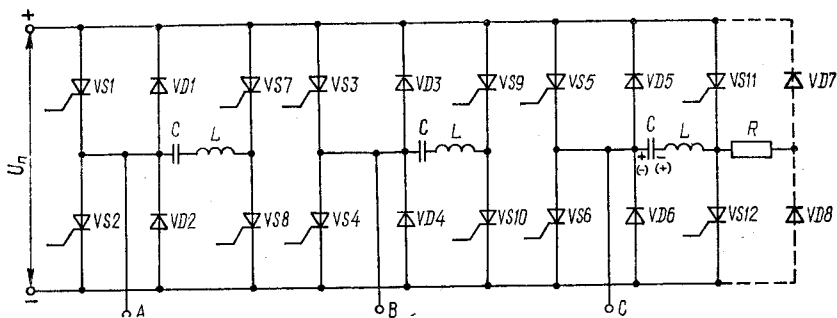 +
VS1 VD1 VS7 VS3 VD3 VS9 VS5 VD5 VS11 VD7
Uп C L C L + C − L R
(-) (+)
VS2 VD2 VS8 VS4 VD4 VS10 VS6 VD6 VS12 VD8
−
A B C